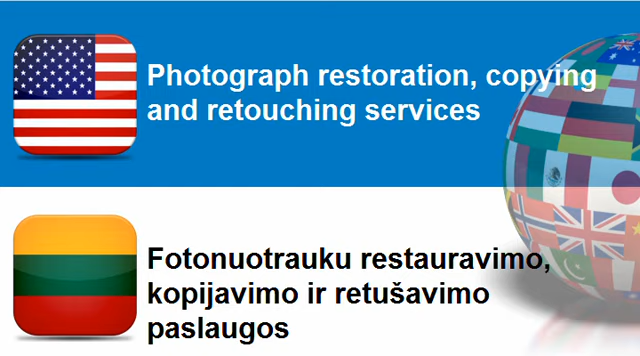 Photograph restoration, copying
and retouching services
Fotonuotrauku restauravimo,
kopijavimo ir retušavimo
paslaugos